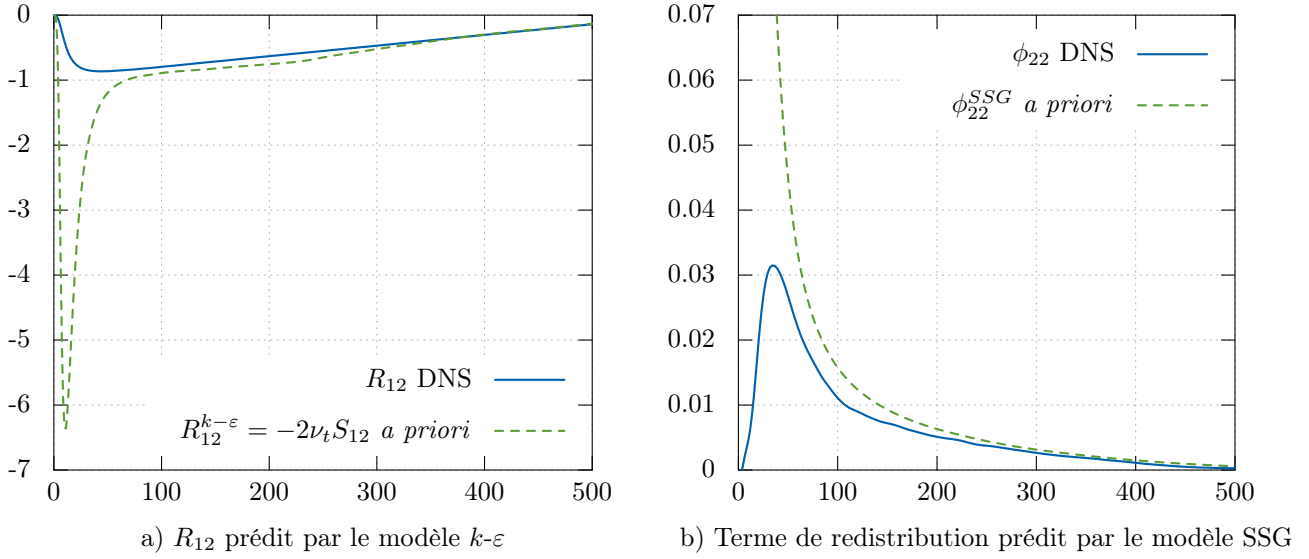 0
-1
-2
-3
-4
-5
-6
-7
0 100 200 300 400 500
R₁₂ DNS
R₁₂^{k−ε} = −2νₜS₁₂ a priori
a) R₁₂ prédit par le modèle k-ε
0.07
0.06
0.05
0.04
0.03
0.02
0.01
0
0 100 200 300 400 500
ϕ₂₂ DNS
ϕ₂₂^{SSG} a priori
b) Terme de redistribution prédit par le modèle SSG